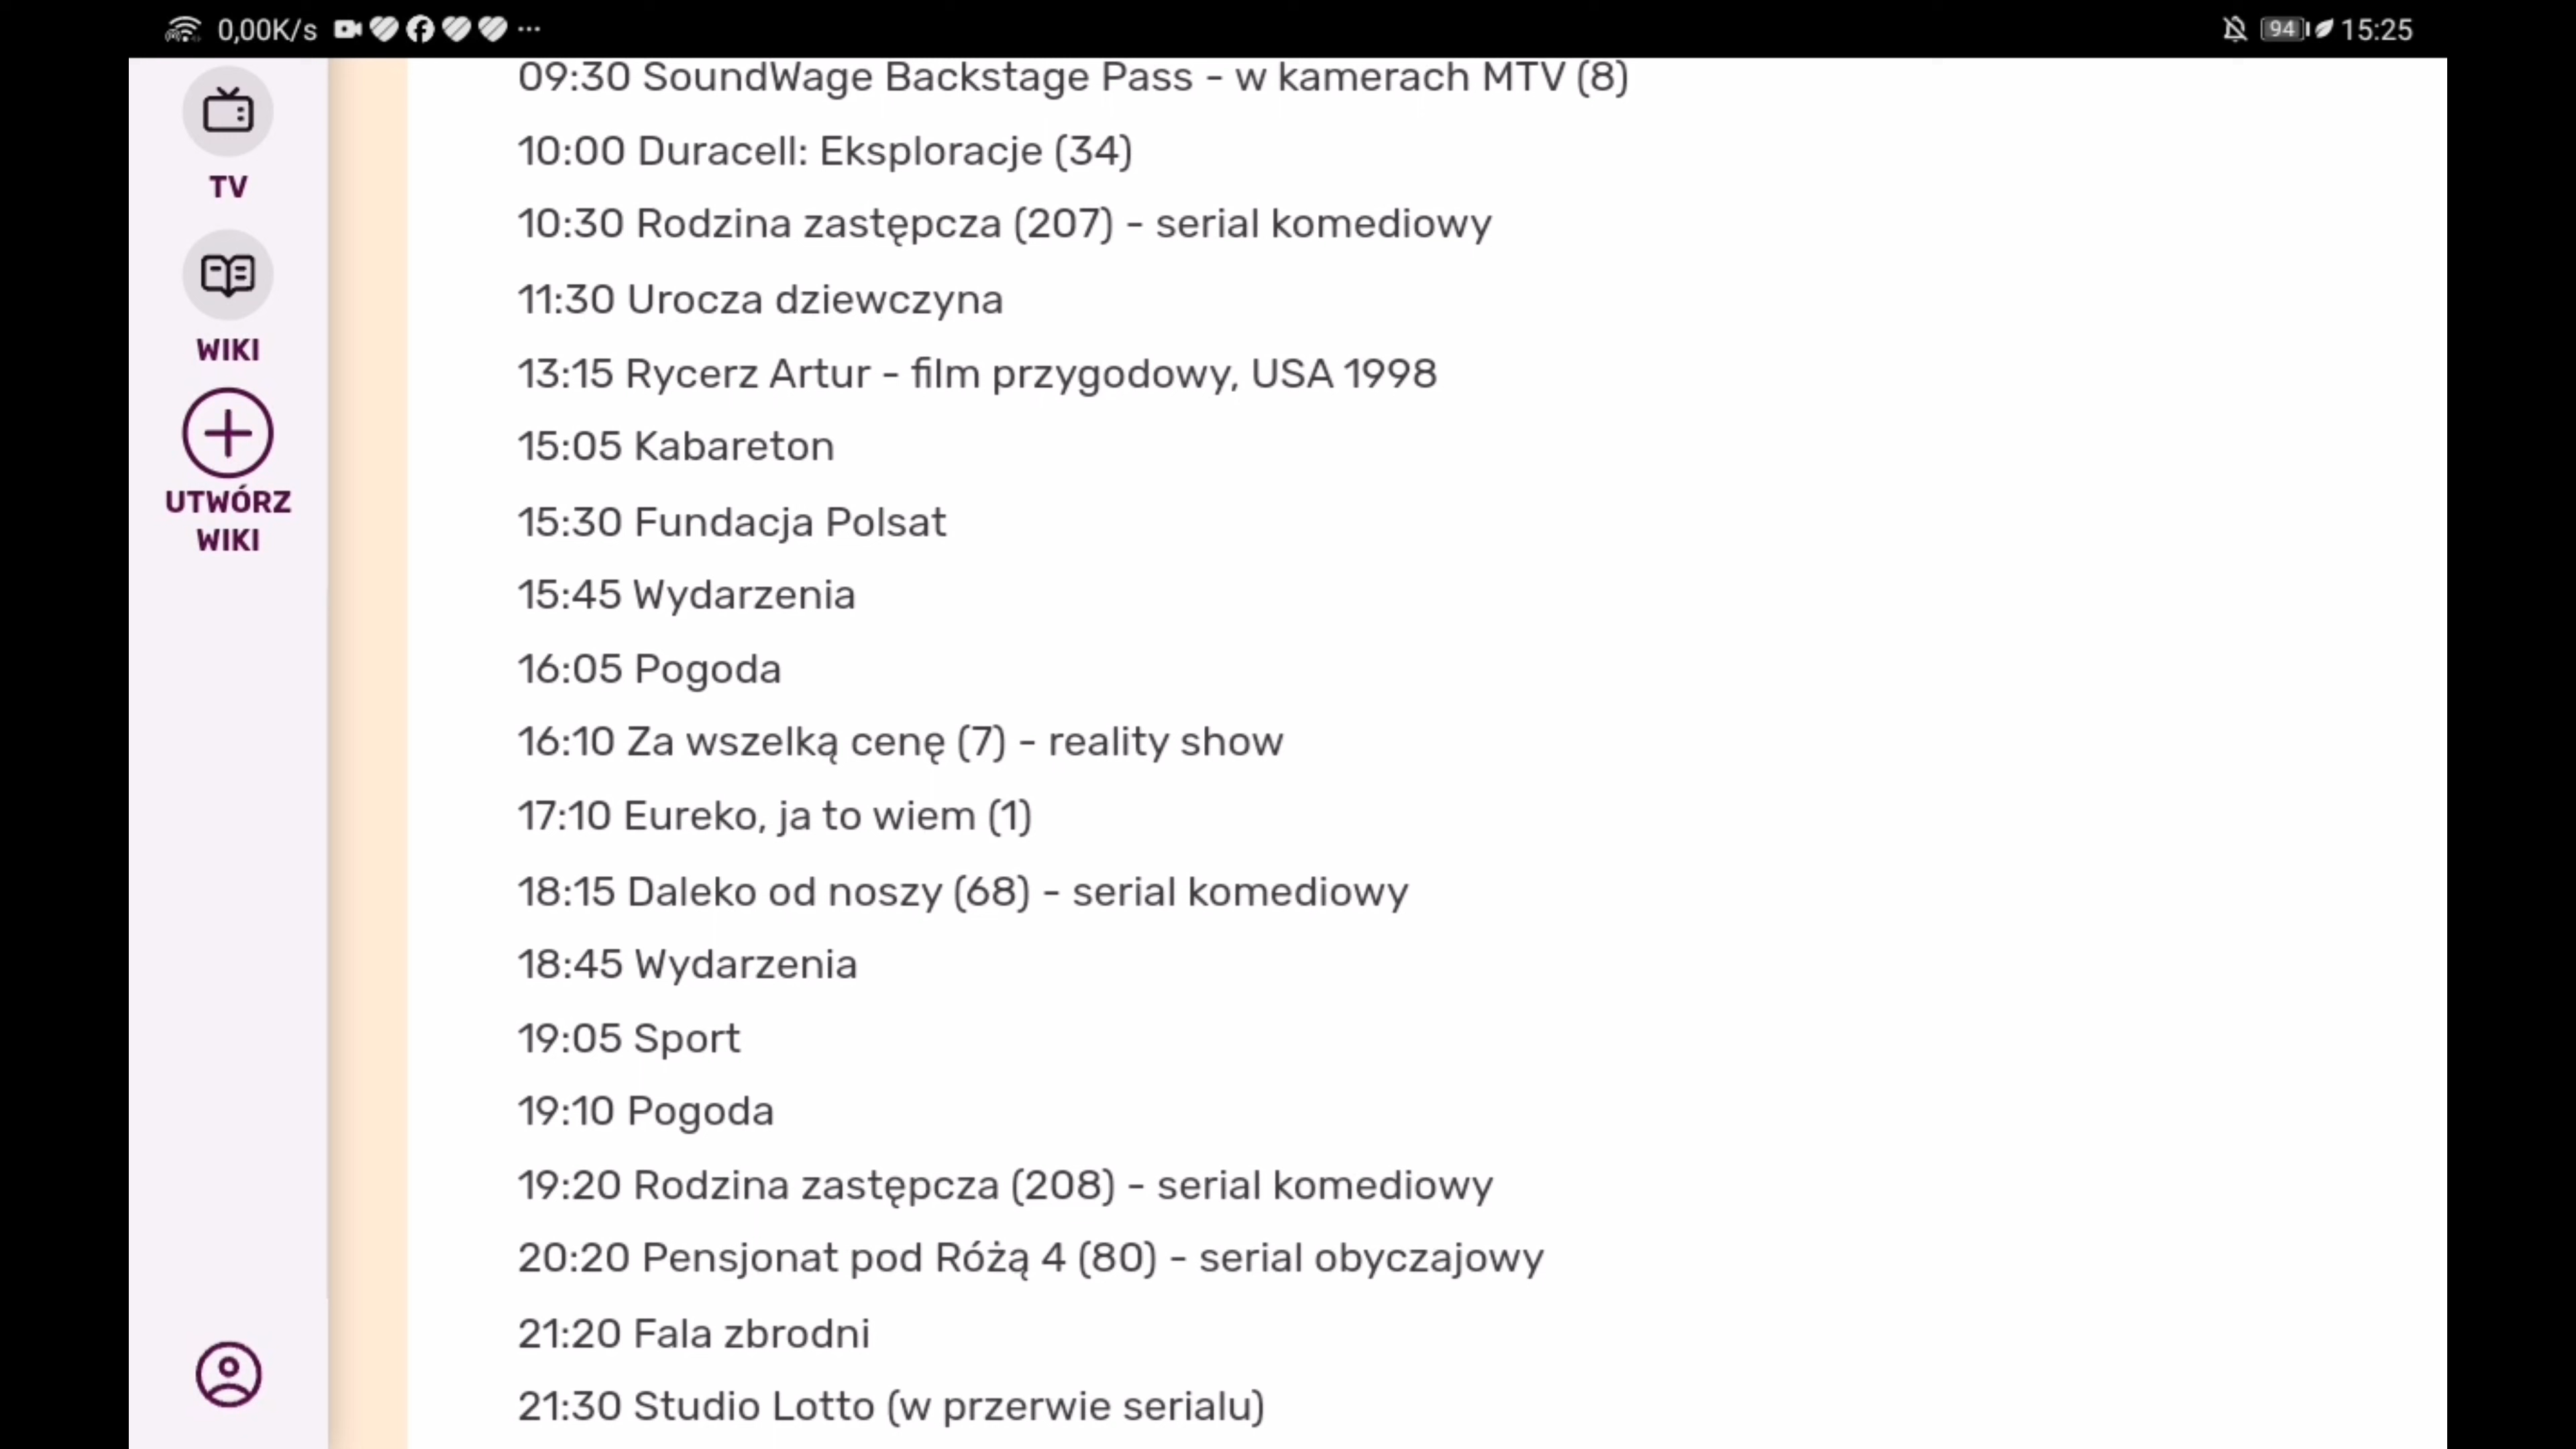 0,00K/s
94
15:25
TV
WIKI
UTWÓRZ
WIKI
09:30 SoundWage Backstage Pass - w kamerach MTV (8)
10:00 Duracell: Eksploracje (34)
10:30 Rodzina zastępcza (207) - serial komediowy
11:30 Urocza dziewczyna
13:15 Rycerz Artur - film przygodowy, USA 1998
15:05 Kabareton
15:30 Fundacja Polsat
15:45 Wydarzenia
16:05 Pogoda
16:10 Za wszelką cenę (7) - reality show
17:10 Eureko, ja to wiem (1)
18:15 Daleko od noszy (68) - serial komediowy
18:45 Wydarzenia
19:05 Sport
19:10 Pogoda
19:20 Rodzina zastępcza (208) - serial komediowy
20:20 Pensjonat pod Różą 4 (80) - serial obyczajowy
21:20 Fala zbrodni
21:30 Studio Lotto (w przerwie serialu)